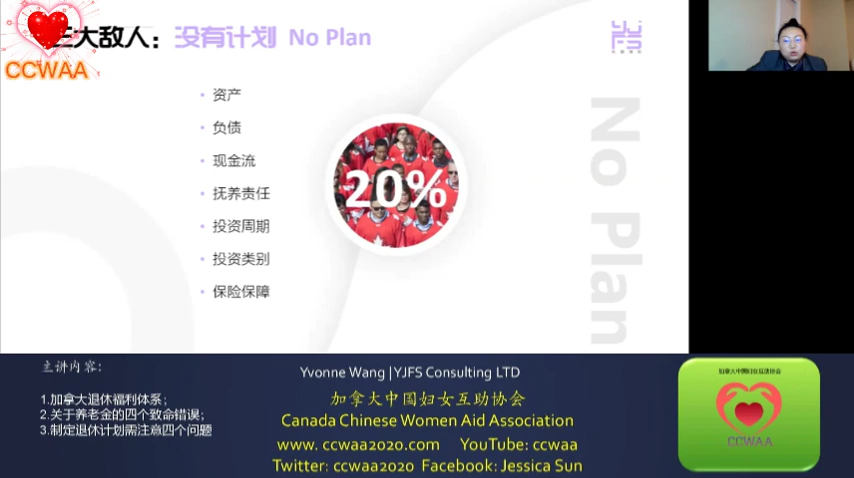 三大敌人：没有计划 No Plan
CCWAA
资产
负债
现金流
抚养责任
投资周期
投资类别
保险保障
20%
No Plan
主讲内容：
1.加拿大退休福利体系；
2.关于养老金的四个致命错误；
3.制定退休计划需注意四个问题
Yvonne Wang | YJFS Consulting LTD
加拿大中国妇女互助协会
Canada Chinese Women Aid Association
www. ccwaa2020.com YouTube: ccwaa
Twitter: ccwaa2020 Facebook: Jessica Sun
加拿大中国妇女互助协会
CCWAA